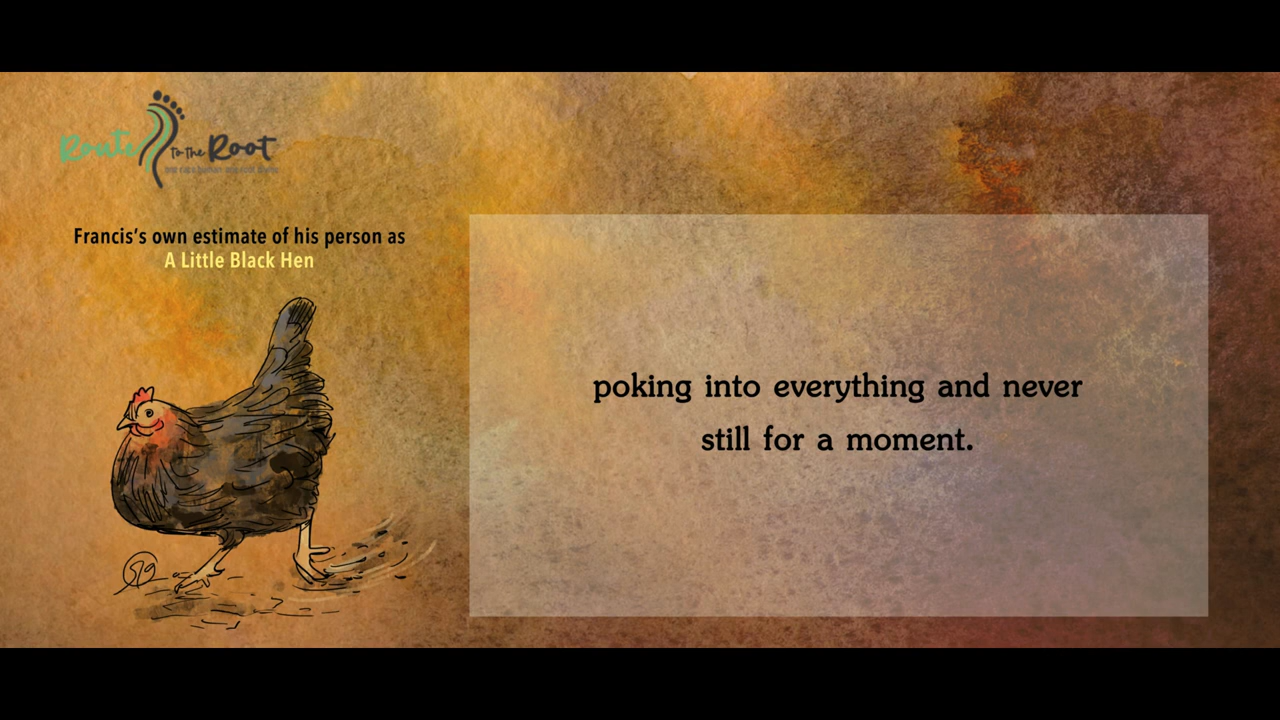 Route to the Root
Francis's own estimate of his person as
A Little Black Hen
poking into everything and never
still for a moment.